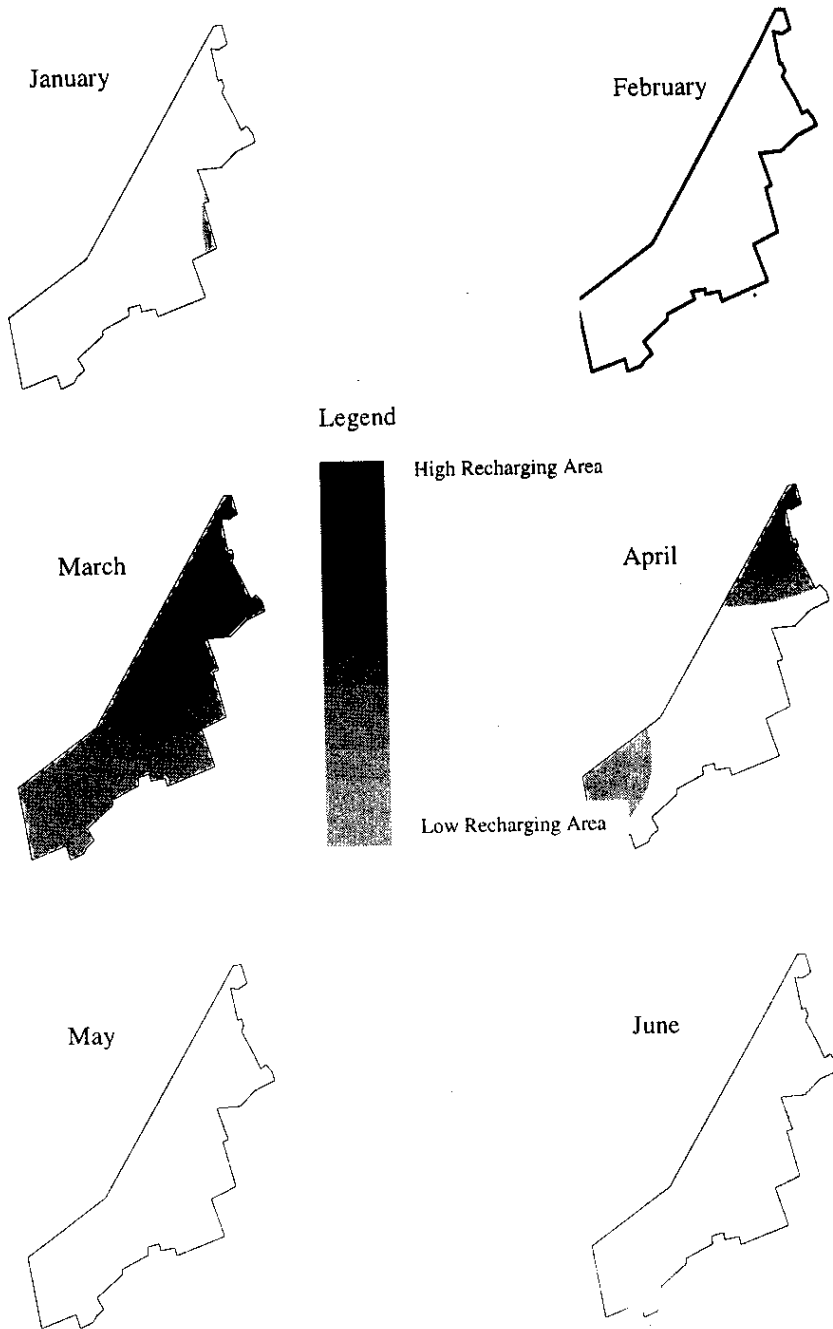 January
February
Legend
High Recharging Area
March
April
Low Recharging Area
May
June